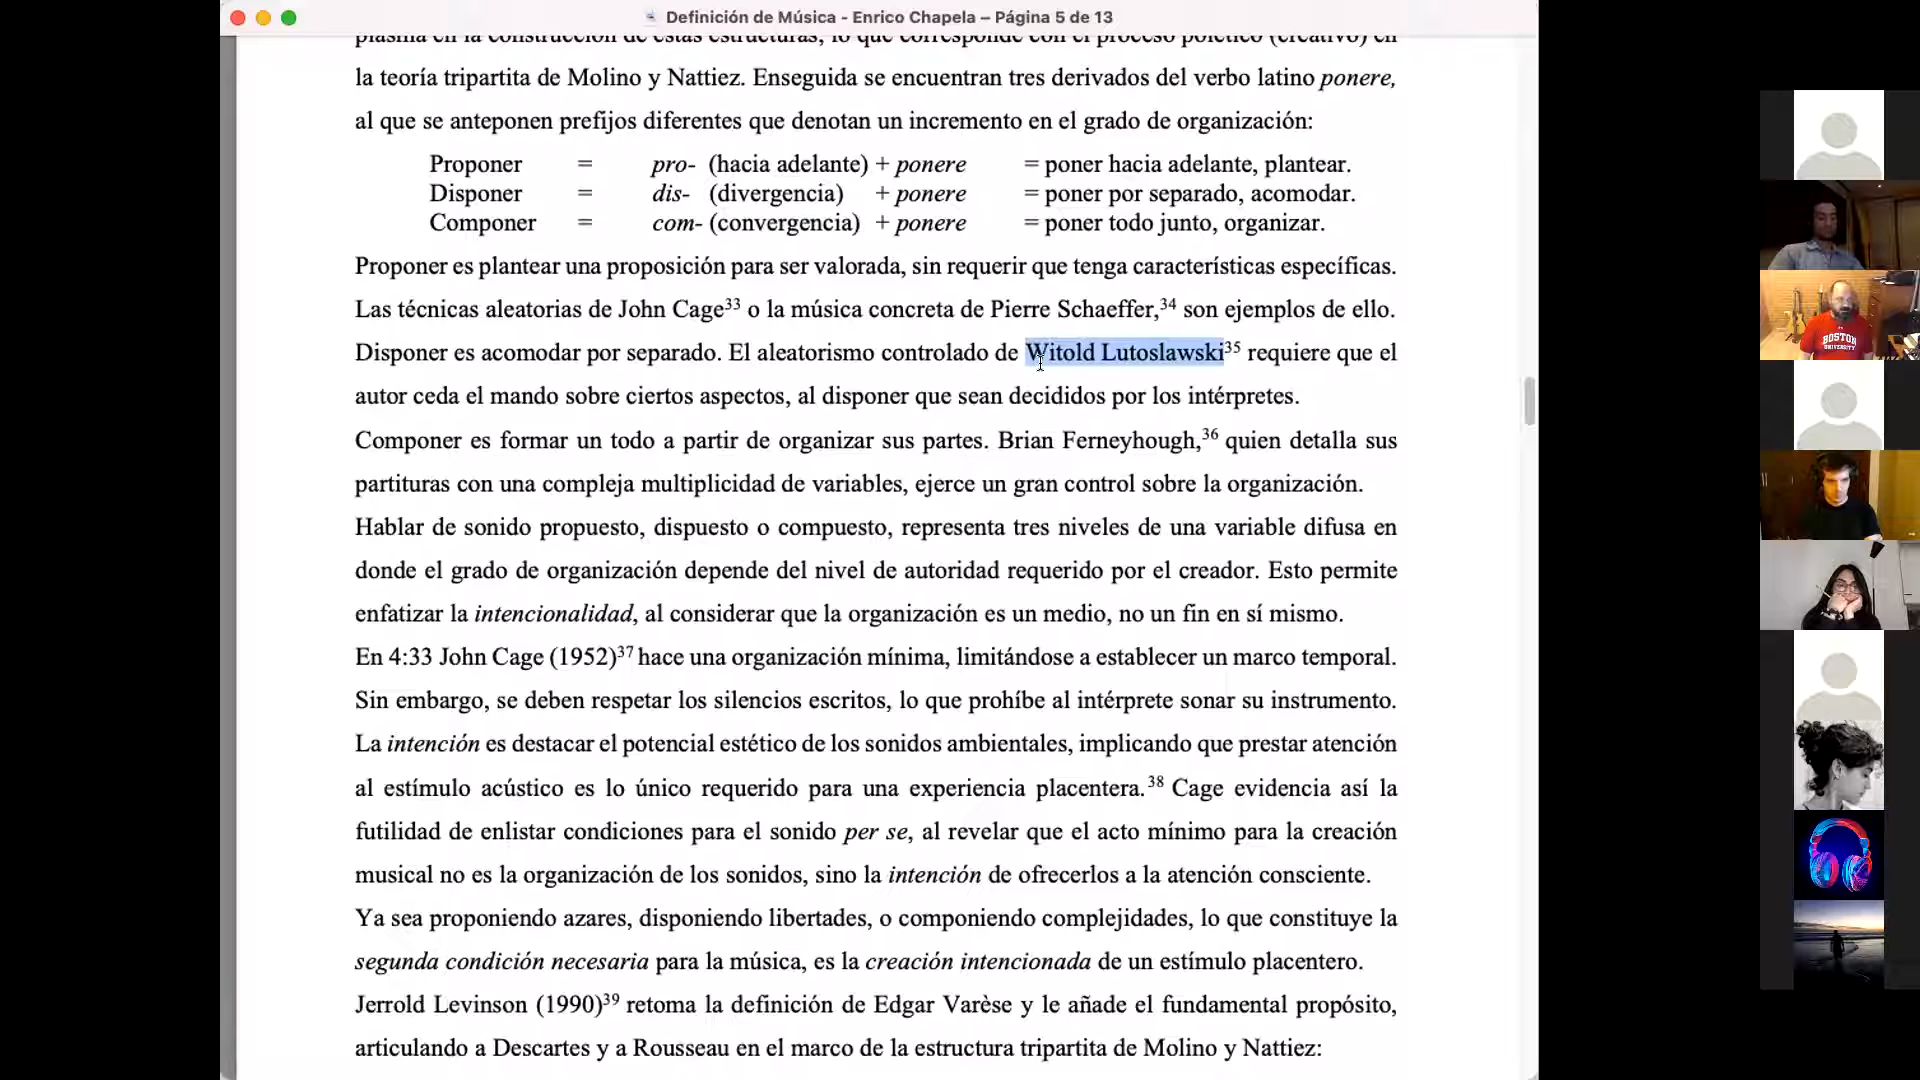 Definición de Música - Enrico Chapela – Página 5 de 13
plasma en la construcción de estas estructuras, lo que corresponde con el proceso poiético (creativo) en
la teoría tripartita de Molino y Nattiez. Enseguida se encuentran tres derivados del verbo latino ponere,
al que se anteponen prefijos diferentes que denotan un incremento en el grado de organización:
Proponer = pro- (hacia adelante) + ponere = poner hacia adelante, plantear.
Disponer = dis- (divergencia) + ponere = poner por separado, acomodar.
Componer = com- (convergencia) + ponere = poner todo junto, organizar.
Proponer es plantear una proposición para ser valorada, sin requerir que tenga características específicas.
Las técnicas aleatorias de John Cage33 o la música concreta de Pierre Schaeffer,34 son ejemplos de ello.
Disponer es acomodar por separado. El aleatorismo controlado de Witold Lutoslawski35 requiere que el
autor ceda el mando sobre ciertos aspectos, al disponer que sean decididos por los intérpretes.
Componer es formar un todo a partir de organizar sus partes. Brian Ferneyhough,36 quien detalla sus
partituras con una compleja multiplicidad de variables, ejerce un gran control sobre la organización.
Hablar de sonido propuesto, dispuesto o compuesto, representa tres niveles de una variable difusa en
donde el grado de organización depende del nivel de autoridad requerido por el creador. Esto permite
enfatizar la intencionalidad, al considerar que la organización es un medio, no un fin en sí mismo.
En 4:33 John Cage (1952)37 hace una organización mínima, limitándose a establecer un marco temporal.
Sin embargo, se deben respetar los silencios escritos, lo que prohíbe al intérprete sonar su instrumento.
La intención es destacar el potencial estético de los sonidos ambientales, implicando que prestar atención
al estímulo acústico es lo único requerido para una experiencia placentera.38 Cage evidencia así la
futilidad de enlistar condiciones para el sonido per se, al revelar que el acto mínimo para la creación
musical no es la organización de los sonidos, sino la intención de ofrecerlos a la atención consciente.
Ya sea proponiendo azares, disponiendo libertades, o componiendo complejidades, lo que constituye la
segunda condición necesaria para la música, es la creación intencionada de un estímulo placentero.
Jerrold Levinson (1990)39 retoma la definición de Edgar Varèse y le añade el fundamental propósito,
articulando a Descartes y a Rousseau en el marco de la estructura tripartita de Molino y Nattiez:
BOSTON
UNIVERSITY